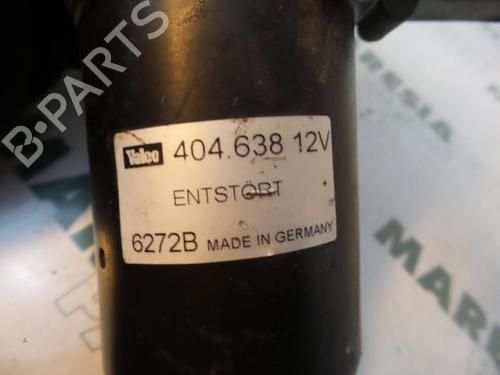 B-PARTS
Valeo 404.638 12V
ENTSTÖRT
6272B MADE IN GERMANY